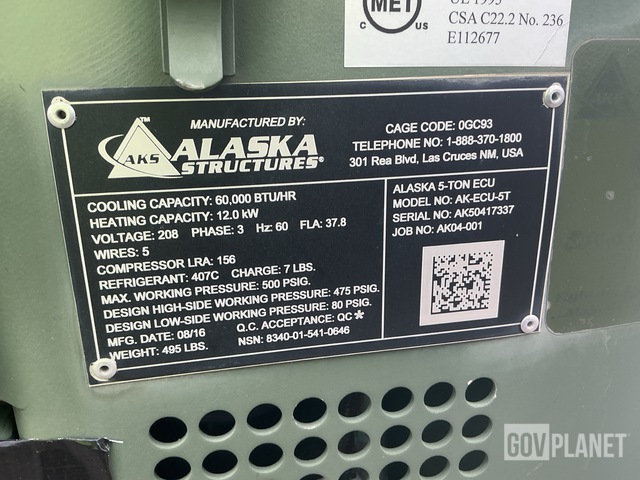 MET
C US
UL 1995
CSA C22.2 No. 236
E112677
MANUFACTURED BY:
AKS
TM
ALASKA
STRUCTURES®
CAGE CODE: 0GC93
TELEPHONE NO: 1-888-370-1800
301 Rea Blvd, Las Cruces NM, USA
COOLING CAPACITY: 60,000 BTU/HR
HEATING CAPACITY: 12.0 kW
VOLTAGE: 208 PHASE: 3 Hz: 60 FLA: 37.8
WIRES: 5
COMPRESSOR LRA: 156
REFRIGERANT: 407C CHARGE: 7 LBS.
MAX. WORKING PRESSURE: 500 PSIG.
DESIGN HIGH-SIDE WORKING PRESSURE: 475 PSIG.
DESIGN LOW-SIDE WORKING PRESSURE: 80 PSIG.
MFG. DATE: 08/16 Q.C. ACCEPTANCE: QC*
WEIGHT: 495 LBS. NSN: 8340-01-541-0646
ALASKA 5-TON ECU
MODEL NO: AK-ECU-5T
SERIAL NO: AK50417337
JOB NO: AK04-001
GOVPLANET